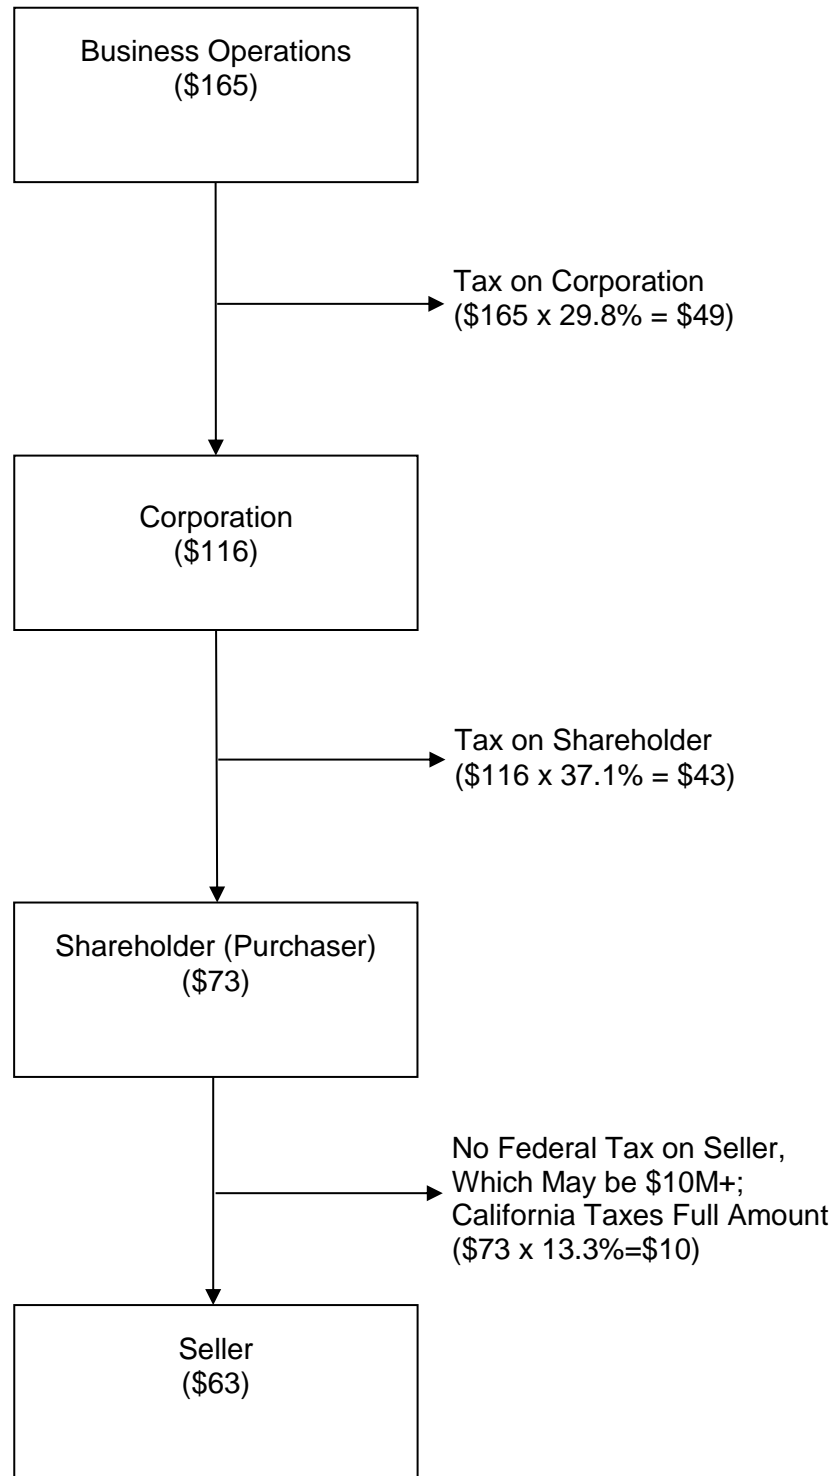 Business Operations
($165)
Tax on Corporation
($165 x 29.8% = $49)
Corporation
($116)
Tax on Shareholder
($116 x 37.1% = $43)
Shareholder (Purchaser)
($73)
No Federal Tax on Seller,
Which May be $10M+;
California Taxes Full Amount
($73 x 13.3%=$10)
Seller
($63)